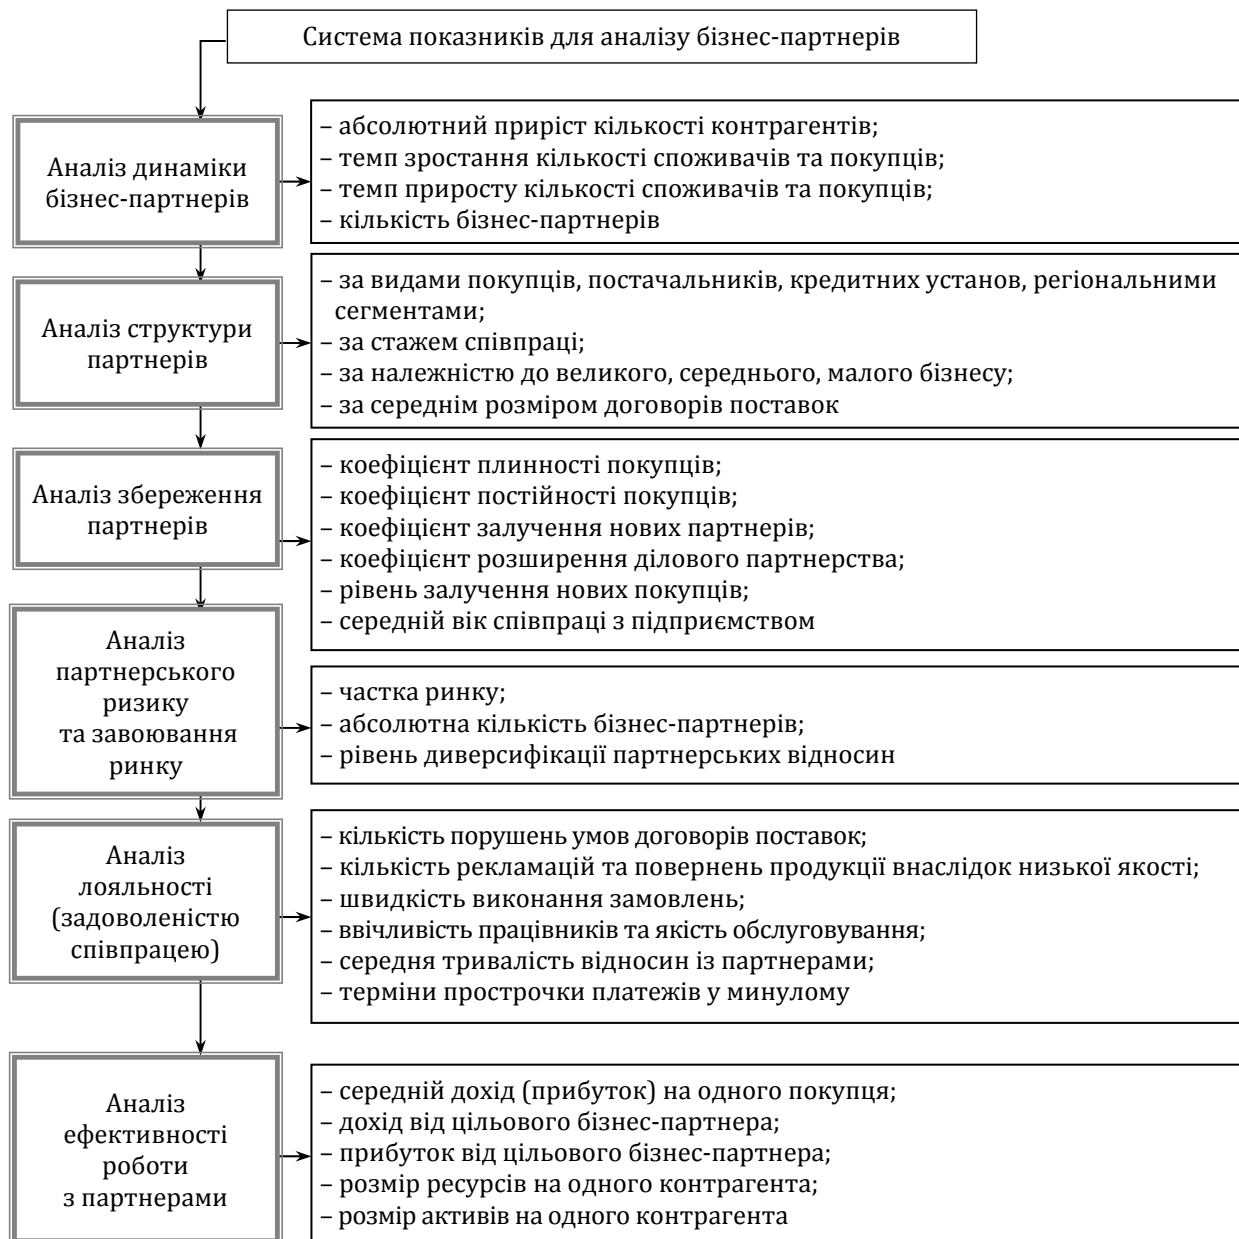 Система показників для аналізу бізнес-партнерів
Аналіз динаміки
бізнес-партнерів
– абсолютний приріст кількості контрагентів;
– темп зростання кількості споживачів та покупців;
– темп приросту кількості споживачів та покупців;
– кількість бізнес-партнерів
Аналіз структури
партнерів
– за видами покупців, постачальників, кредитних установ, регіональними
сегментами;
– за стажем співпраці;
– за належністю до великого, середнього, малого бізнесу;
– за середнім розміром договорів поставок
Аналіз збереження
партнерів
– коефіцієнт плинності покупців;
– коефіцієнт постійності покупців;
– коефіцієнт залучення нових партнерів;
– коефіцієнт розширення ділового партнерства;
– рівень залучення нових покупців;
– середній вік співпраці з підприємством
Аналіз
партнерського
ризику
та завоювання
ринку
– частка ринку;
– абсолютна кількість бізнес-партнерів;
– рівень диверсифікації партнерських відносин
Аналіз
лояльності
(задоволеністю
співпрацею)
– кількість порушень умов договорів поставок;
– кількість рекламацій та повернень продукції внаслідок низької якості;
– швидкість виконання замовлень;
– ввічливість працівників та якість обслуговування;
– середня тривалість відносин із партнерами;
– терміни прострочки платежів у минулому
Аналіз
ефективності
роботи
з партнерами
– середній дохід (прибуток) на одного покупця;
– дохід від цільового бізнес-партнера;
– прибуток від цільового бізнес-партнера;
– розмір ресурсів на одного контрагента;
– розмір активів на одного контрагента